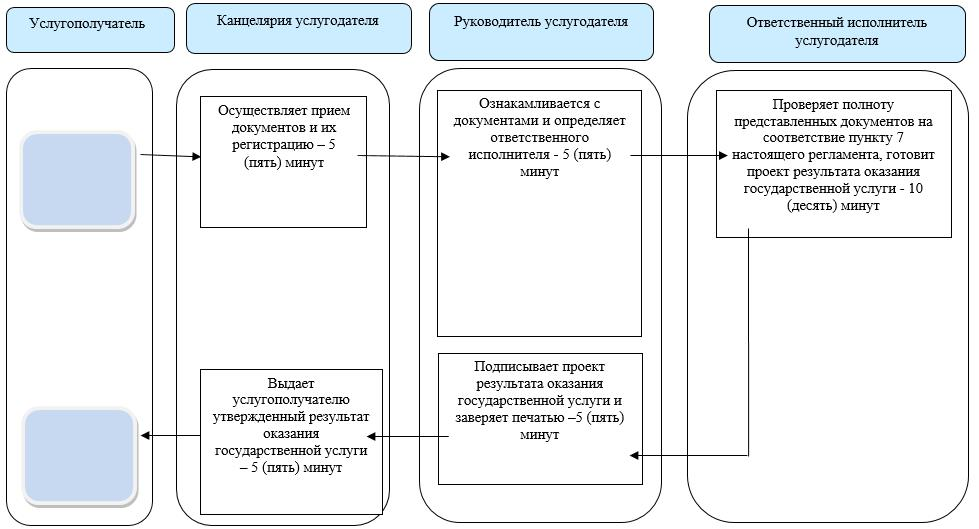 Услугополучатель
Канцелярия услугодателя
Руководитель услугодателя
Ответственный исполнитель
услугодателя
Осуществляет прием
документов и их
регистрацию – 5
(пять) минут
Ознакамливается с
документами и определяет
ответственного
исполнителя - 5 (пять)
минут
Проверяет полноту
представленных документов на
соответствие пункту 7
настоящего регламента, готовит
проект результата оказания
государственной услуги - 10
(десять) минут
Выдает
услугополучателю
утвержденный результат
оказания
государственной услуги
– 5 (пять) минут
Подписывает проект
результата оказания
государственной услуги и
заверяет печатью –5 (пять)
минут